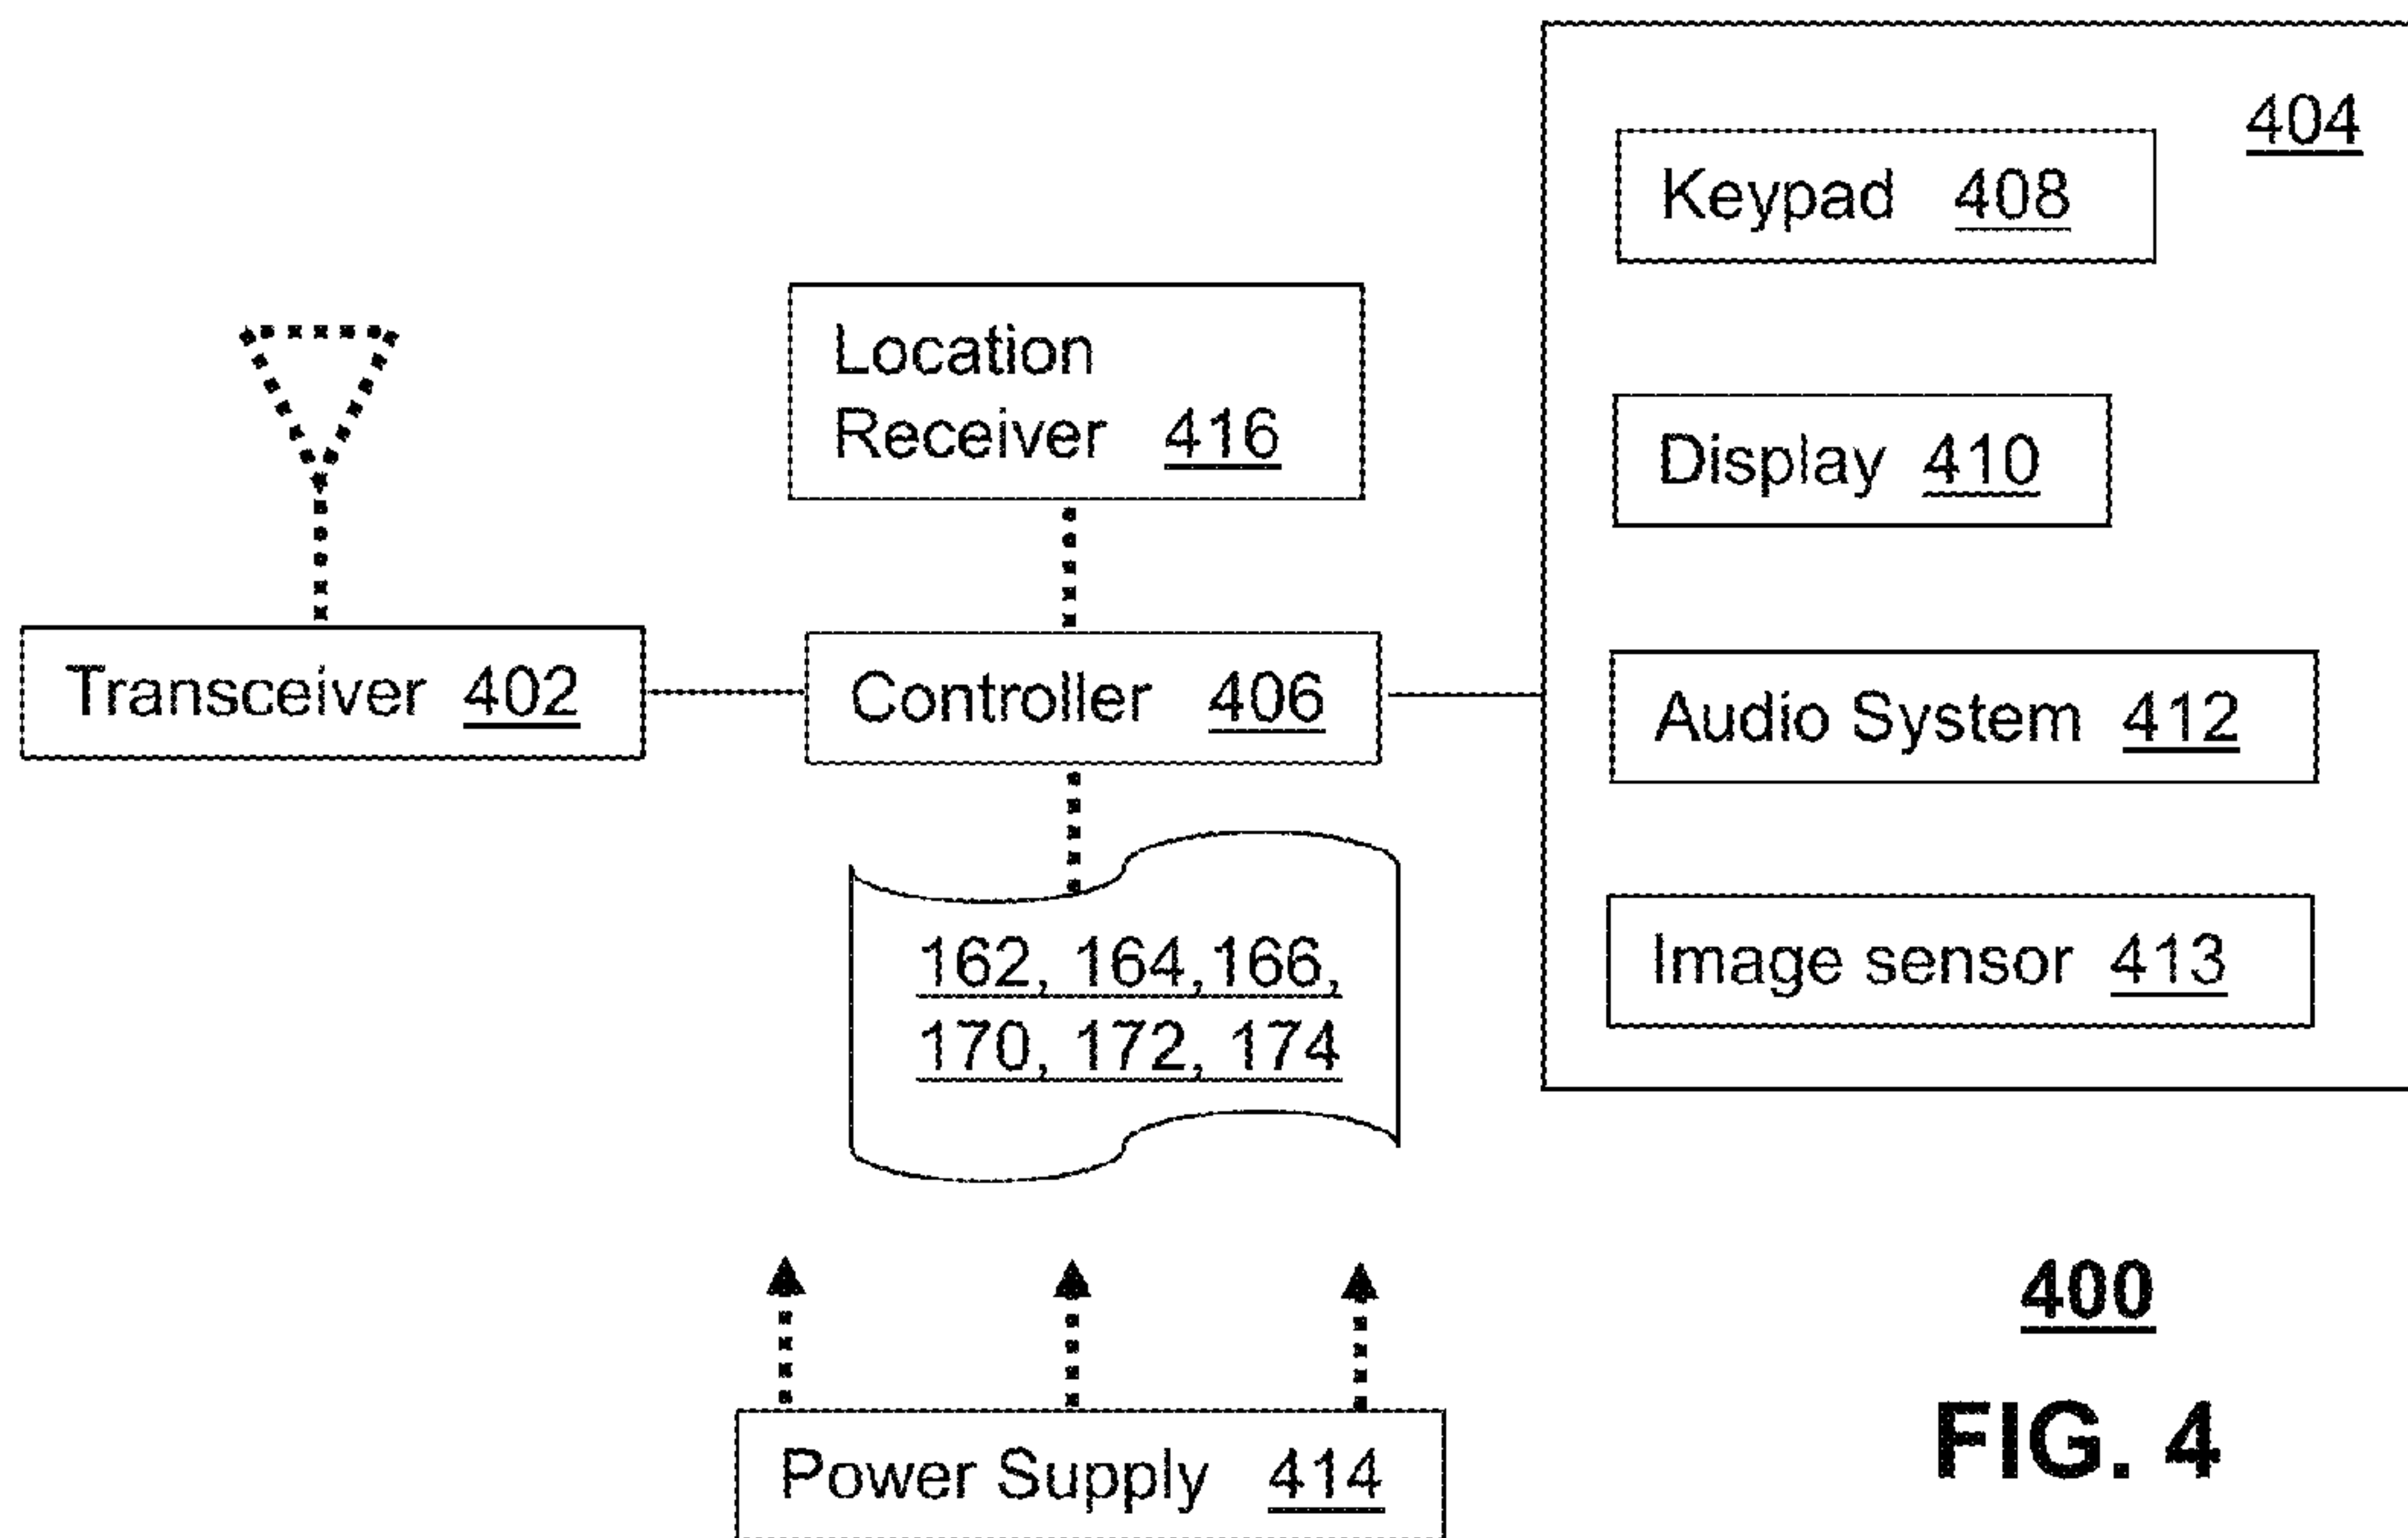 404
Keypad 408
Location
Receiver 416
Display 410
Transceiver 402
Controller 406
Audio System 412
162, 164, 166,
170, 172, 174
Image sensor 413
Power Supply 414
400
FIG. 4